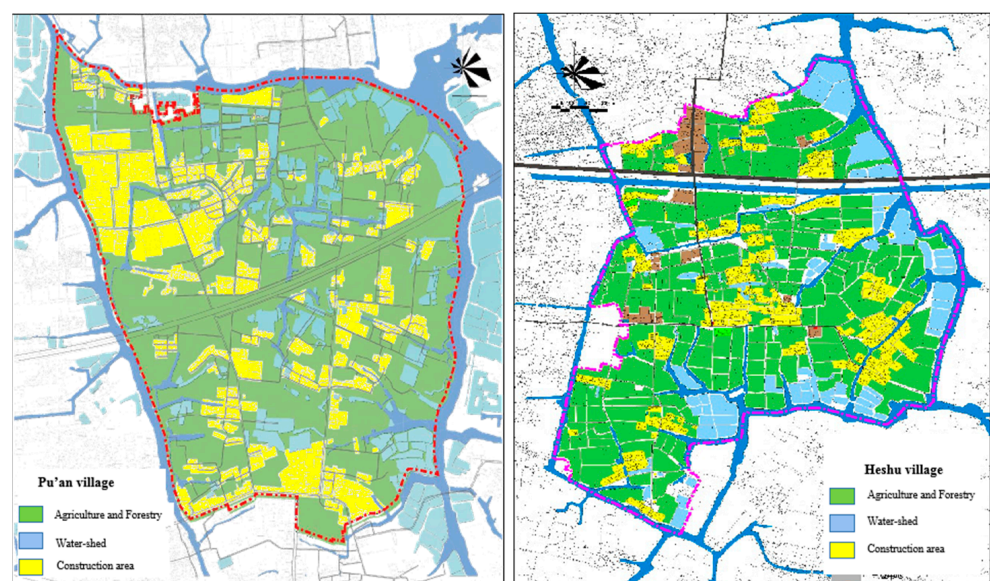 Pu'an village
Agriculture and Forestry
Water-shed
Construction area
Heshu village
Agriculture and Forestry
Water-shed
Construction area